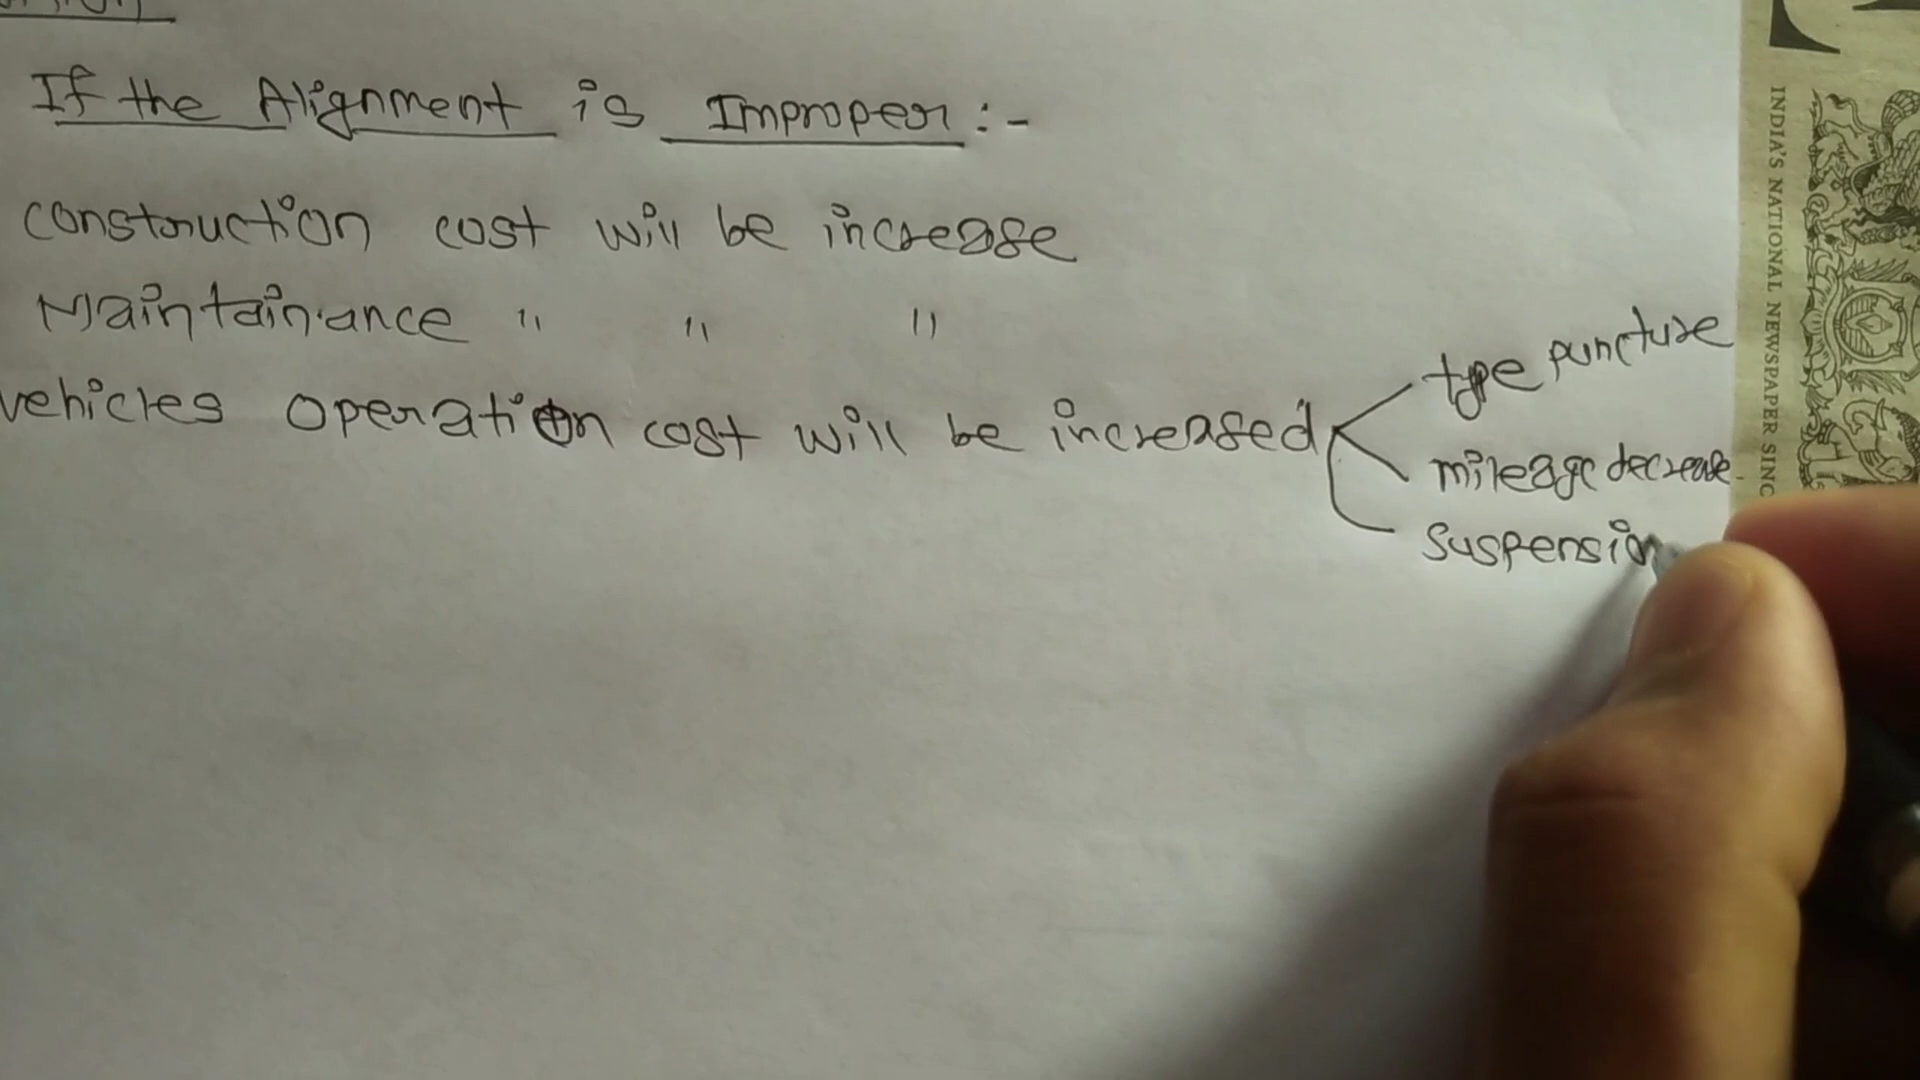 If the Alignment is Improper :-
construction cost will be increase
Maintainance " " "
vehicles operation cost will be increased
tyre puncture
mileage decrease
suspension
INDIA'S NATIONAL NEWSPAPER SINC